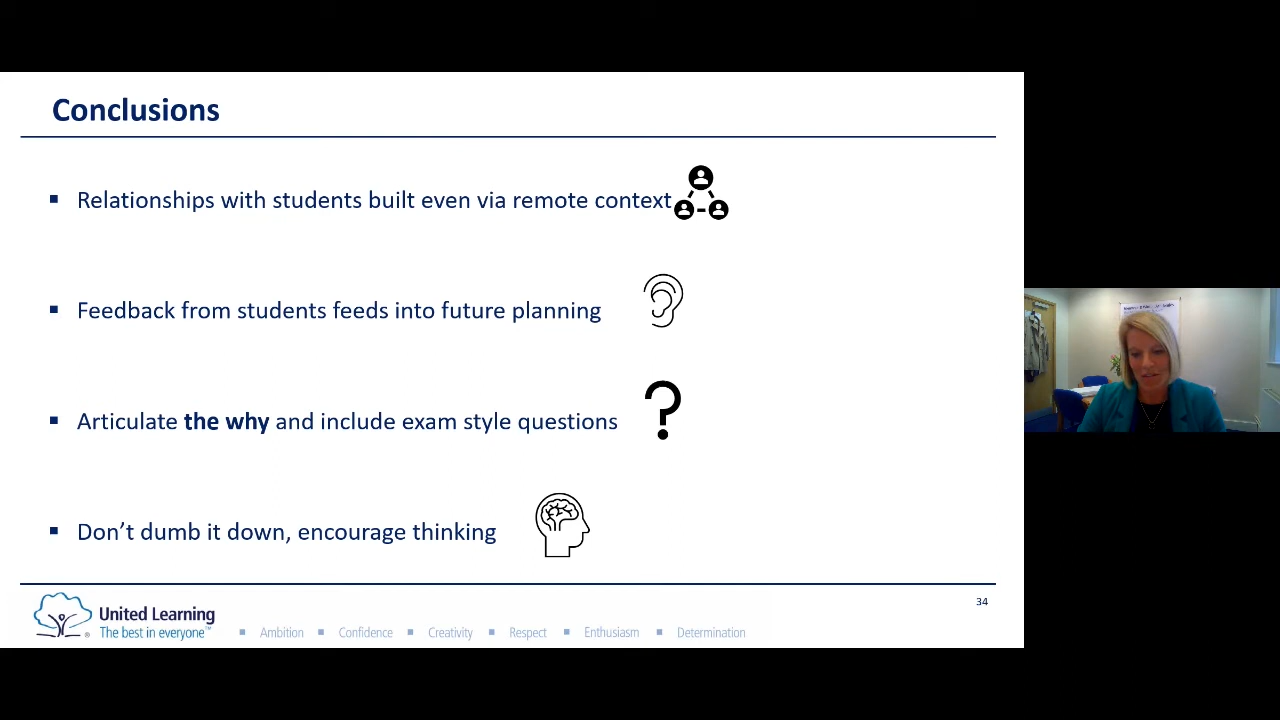 Conclusions
▪ Relationships with students built even via remote context
▪ Feedback from students feeds into future planning
▪ Articulate the why and include exam style questions
▪ Don’t dumb it down, encourage thinking
34
United Learning
The best in everyone™
▪ Ambition ▪ Confidence ▪ Creativity ▪ Respect ▪ Enthusiasm ▪ Determination